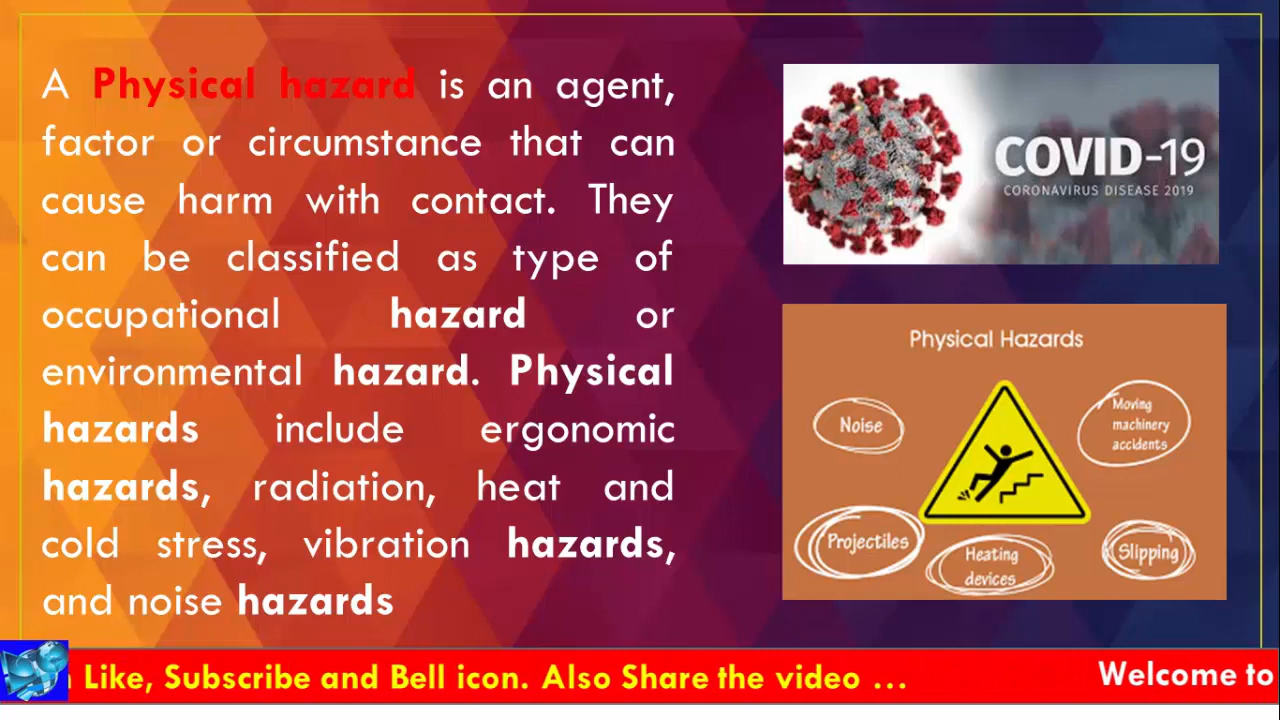 A Physical hazard is an agent,
factor or circumstance that can
cause harm with contact. They
can be classified as type of
occupational hazard or
environmental hazard. Physical
hazards include ergonomic
hazards, radiation, heat and
cold stress, vibration hazards,
and noise hazards
COVID-19
CORONAVIRUS DISEASE 2019
Physical Hazards
Noise
Moving
machinery
accidents
Projectiles
Heating
devices
Slipping
Like, Subscribe and Bell icon. Also Share the video ...
Welcome to